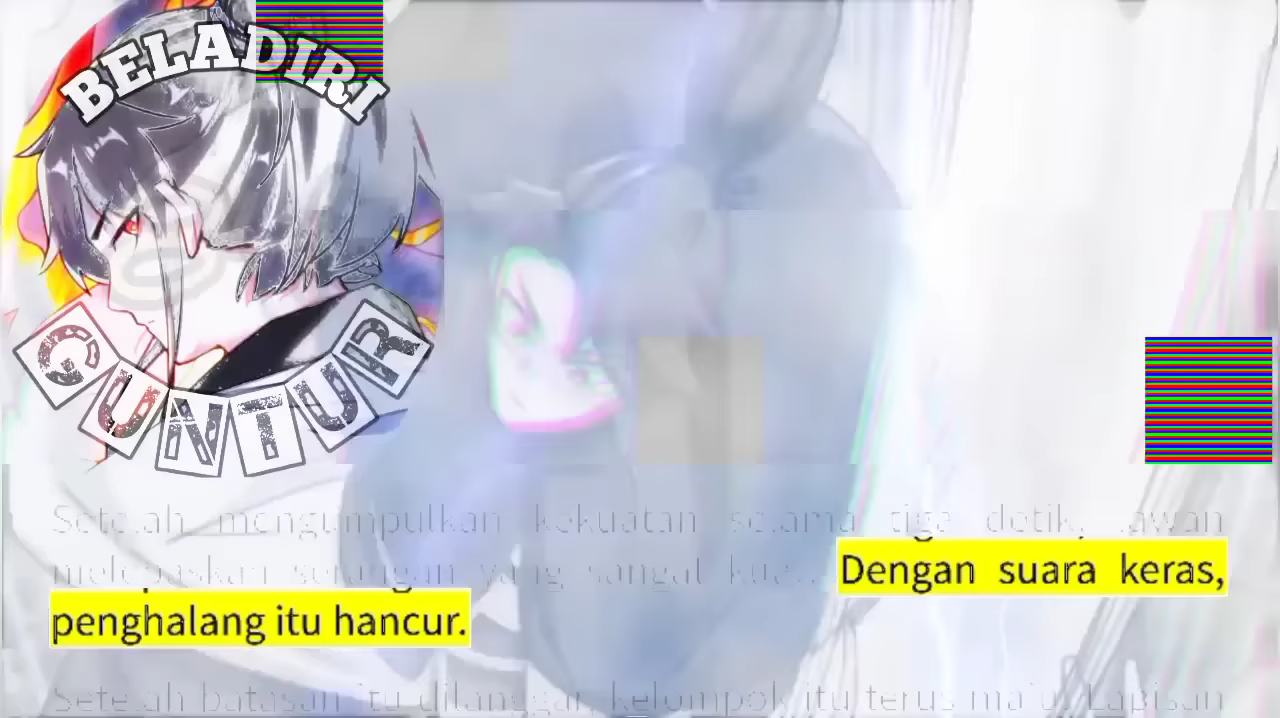 BELADIRI
GUNTUR
Setelah mengumpulkan kekuatan selama tiga detik, lawan
melepaskan serangan yang sangat kuat. Dengan suara keras,
penghalang itu hancur.
Setelah batasan itu dilanggar, kelompok itu terus maju. Lapisan